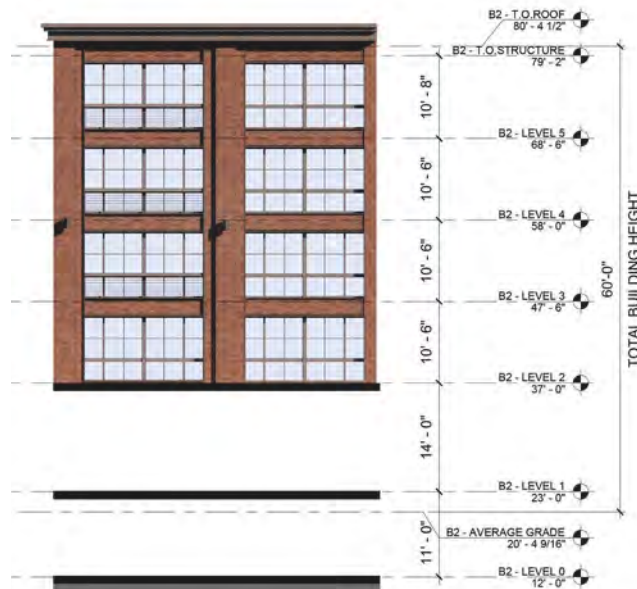 B2 - T.O.ROOF
80' - 4 1/2"
B2 - T.O.STRUCTURE
79' - 2"
10' - 8"
B2 - LEVEL 5
68' - 6"
10' - 6"
B2 - LEVEL 4
58' - 0"
10' - 6"
B2 - LEVEL 3
47' - 6"
10' - 6"
B2 - LEVEL 2
37' - 0"
14' - 0"
B2 - LEVEL 1
23' - 0"
B2 - AVERAGE GRADE
20' - 4 9/16"
11' - 0"
B2 - LEVEL 0
12' - 0"
60'-0"
TOTAL BUILDING HEIGHT